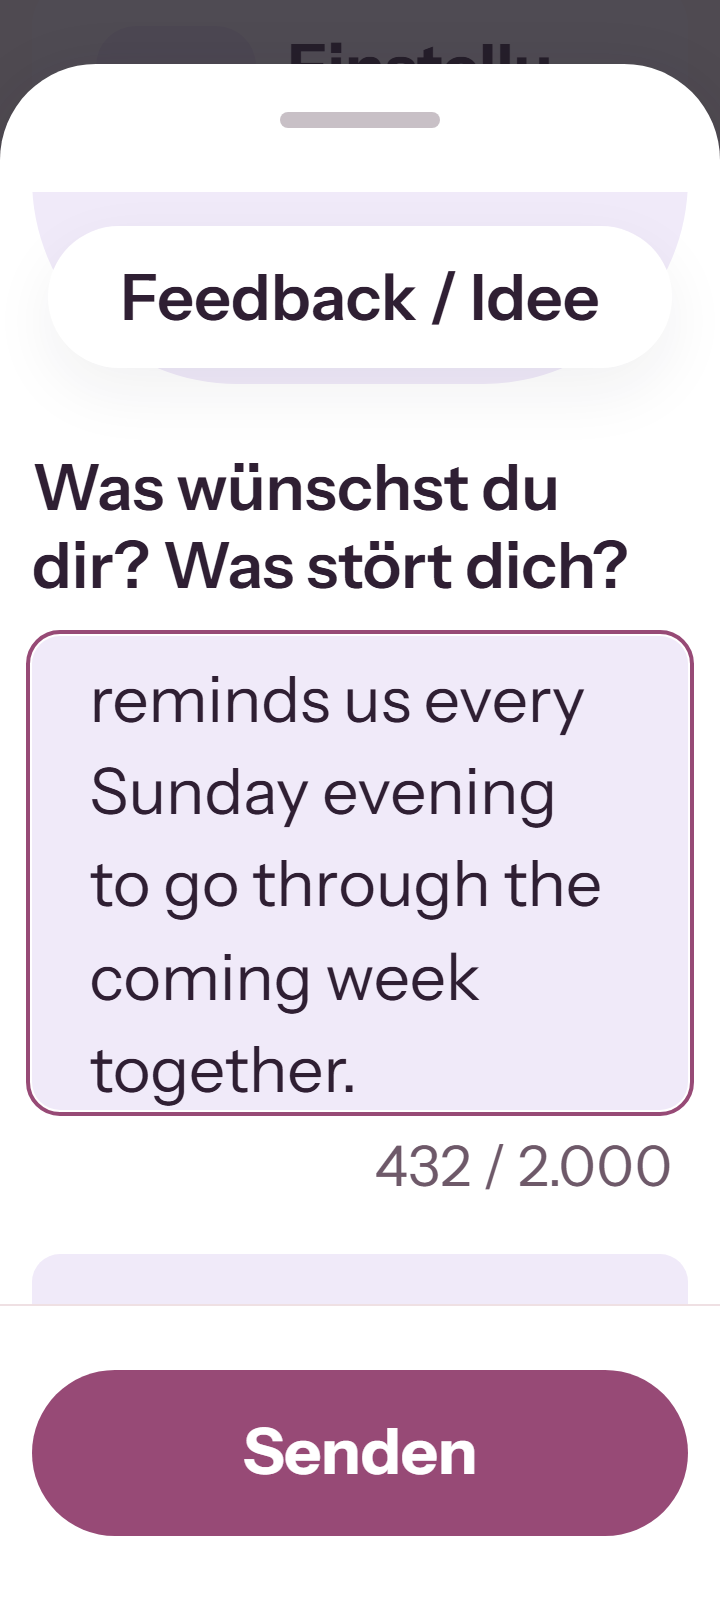 Feedback / Idee
Was wünschst du
dir? Was stört dich?
reminds us every
Sunday evening
to go through the
coming week
together.
432 / 2.000
Senden